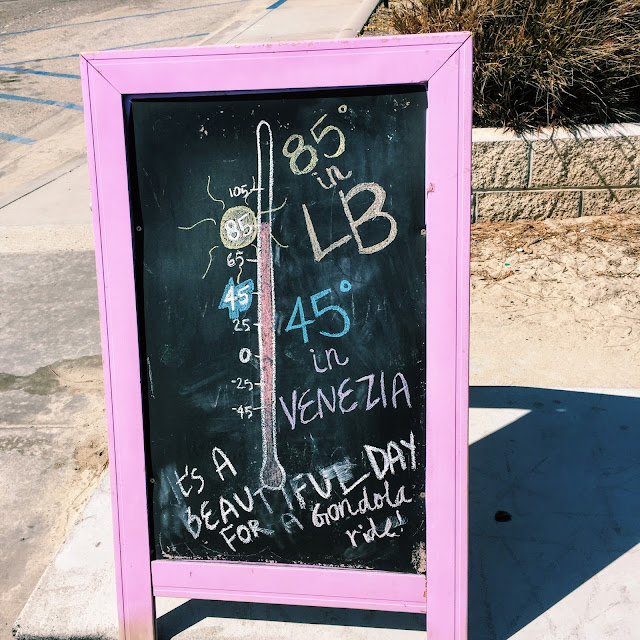 85°
in
LB
105
85
65
45
25
0
-25
-45
45°
in
VENEZIA
It's A
BEAUTIFUL DAY
FOR A Gondola
ride!